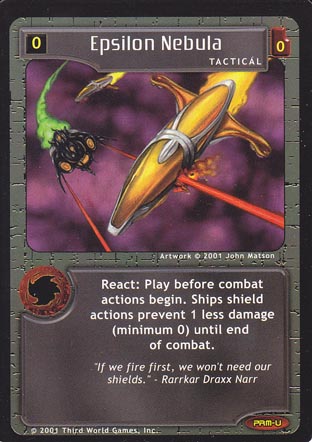 0
Epsilon Nebula
0
TACTICAL
Artwork © 2001 John Matson
React: Play before combat
actions begin. Ships shield
actions prevent 1 less damage
(minimum 0) until end
of combat.
"If we fire first, we won't need our
shields." - Rarrkar Draxx Narr
© 2001 Third World Games, Inc.
PRM-U